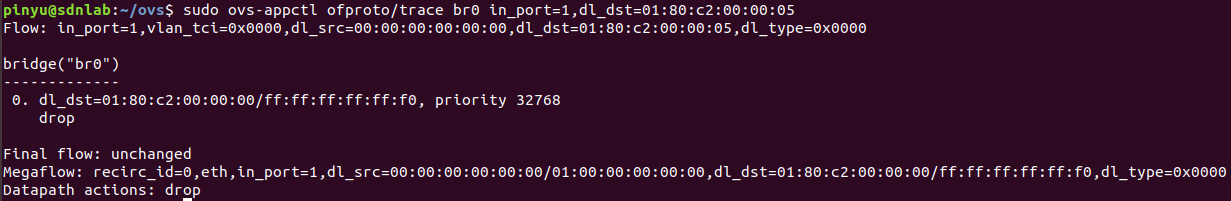 pinyu@sdnlab:~/ovs$ sudo ovs-appctl ofproto/trace br0 in_port=1,dl_dst=01:80:c2:00:00:05
Flow: in_port=1,vlan_tci=0x0000,dl_src=00:00:00:00:00:00,dl_dst=01:80:c2:00:00:05,dl_type=0x0000
bridge("br0")
-------------
0. dl_dst=01:80:c2:00:00:00/ff:ff:ff:ff:ff:f0, priority 32768
drop
Final flow: unchanged
Megaflow: recirc_id=0,eth,in_port=1,dl_src=00:00:00:00:00:00/01:00:00:00:00:00,dl_dst=01:80:c2:00:00:00/ff:ff:ff:ff:ff:f0,dl_type=0x0000
Datapath actions: drop